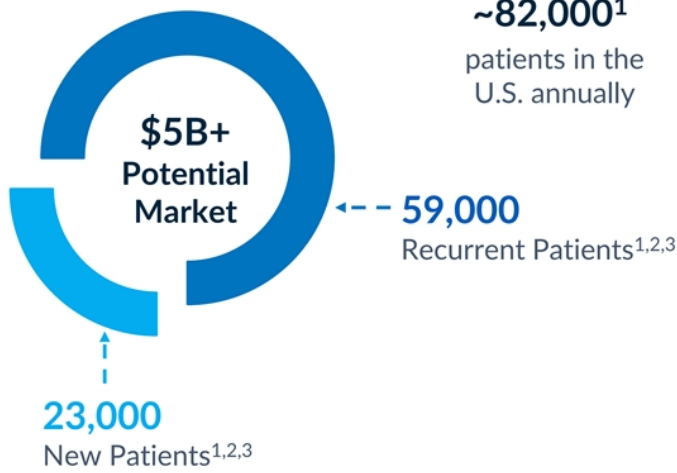 ~82,000¹
patients in the
U.S. annually
$5B+
Potential
Market
59,000
Recurrent Patients¹,²,³
23,000
New Patients¹,²,³